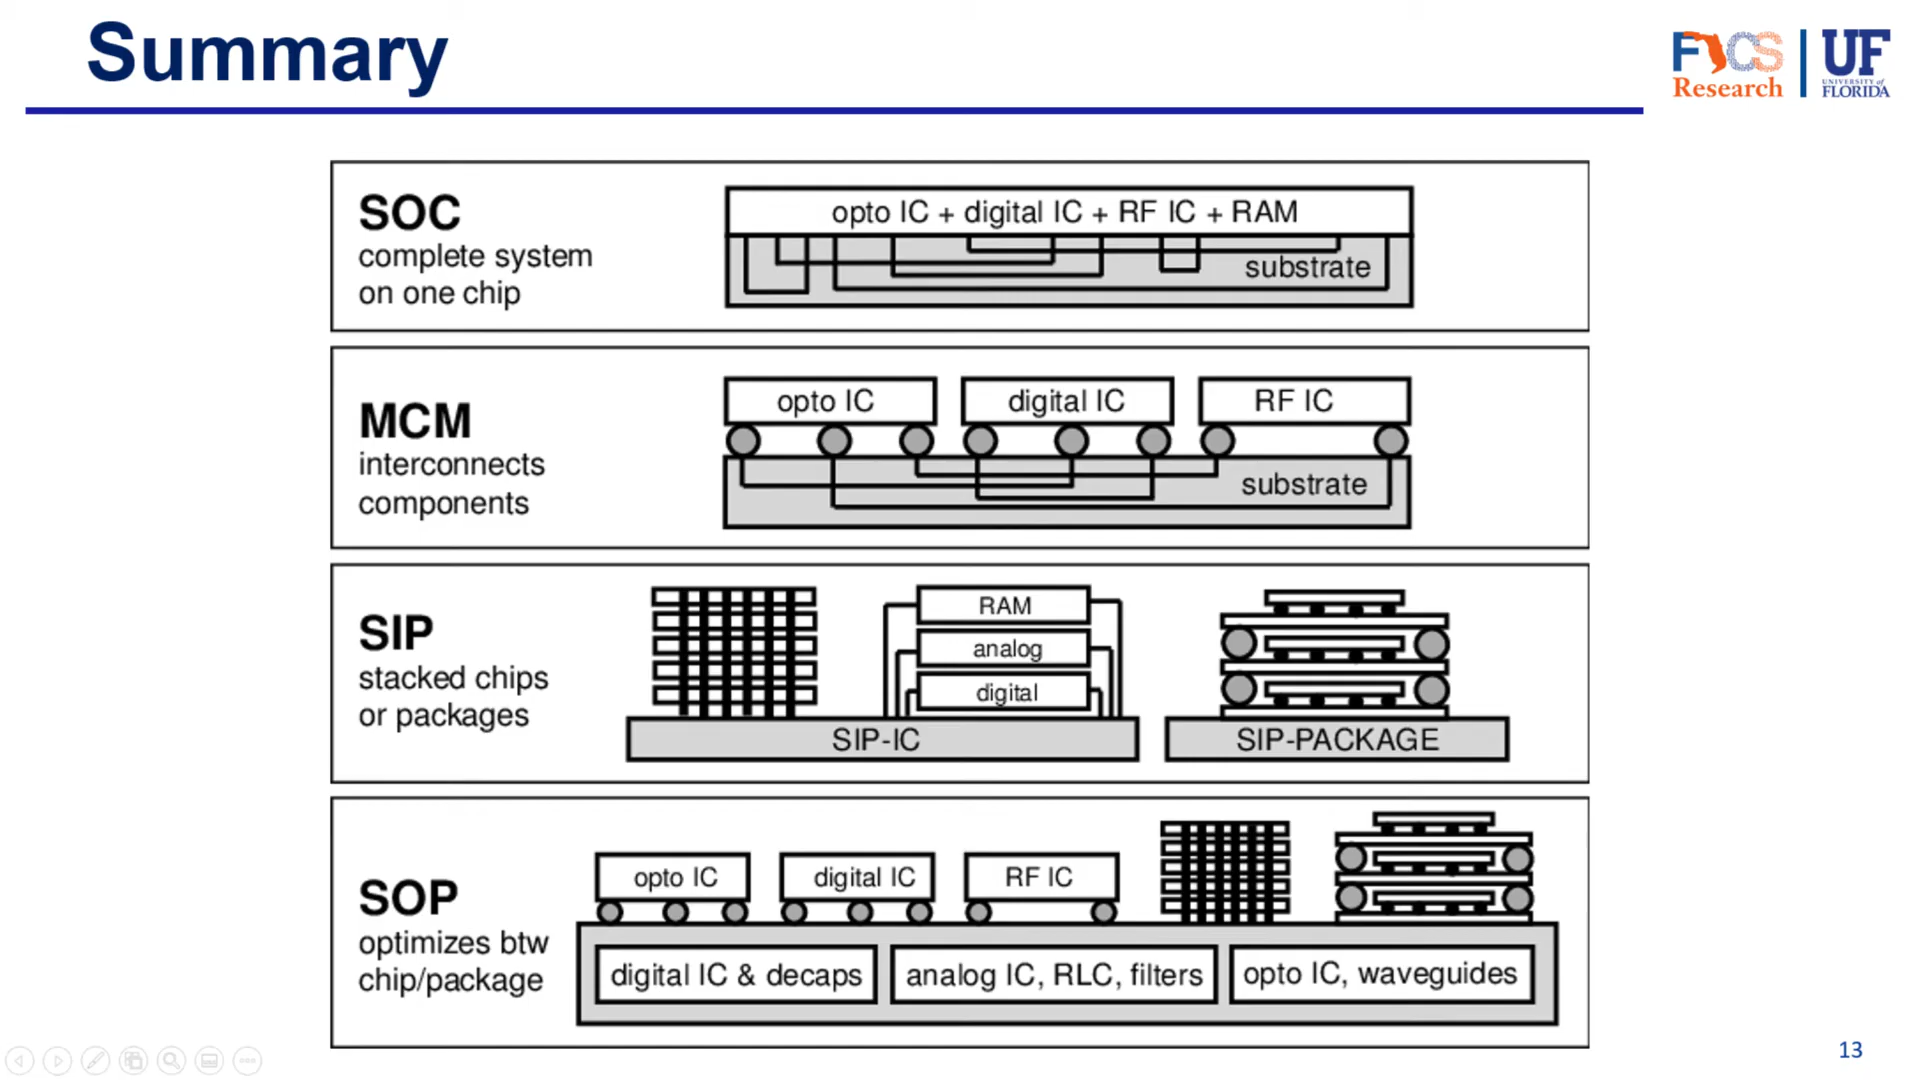 Summary
FICS
Research
UF
UNIVERSITY of
FLORIDA
SOC
complete system
on one chip
opto IC + digital IC + RF IC + RAM
substrate
MCM
interconnects
components
opto IC
digital IC
RF IC
substrate
SIP
stacked chips
or packages
RAM
analog
digital
SIP-IC
SIP-PACKAGE
SOP
optimizes btw
chip/package
opto IC
digital IC
RF IC
digital IC & decaps
analog IC, RLC, filters
opto IC, waveguides
13